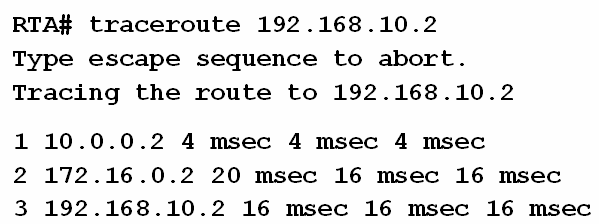 RTA# traceroute 192.168.10.2
Type escape sequence to abort.
Tracing the route to 192.168.10.2
1 10.0.0.2 4 msec 4 msec 4 msec
2 172.16.0.2 20 msec 16 msec 16 msec
3 192.168.10.2 16 msec 16 msec 16 msec